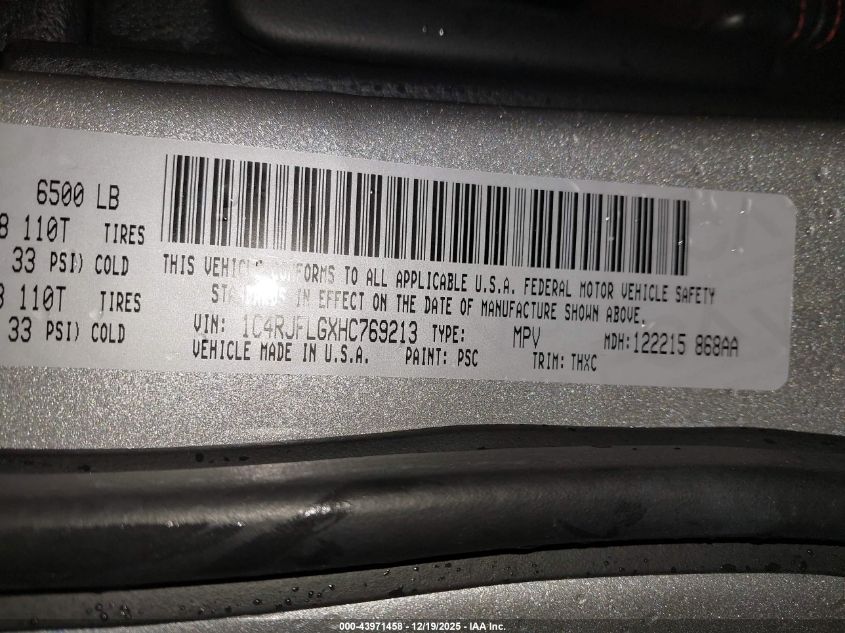 6500 LB
110T TIRES
33 PSI) COLD
110T TIRES
33 PSI) COLD
THIS VEHICLE CONFORMS TO ALL APPLICABLE U.S.A. FEDERAL MOTOR VEHICLE SAFETY
STANDARDS IN EFFECT ON THE DATE OF MANUFACTURE SHOWN ABOVE.
VIN: 1C4RJFLGXHC769213 TYPE: MPV MDH: 122215 868AA
VEHICLE MADE IN U.S.A. PAINT: PSC TRIM: THXC
000-43971458 - 12/19/2025 - IAA Inc.